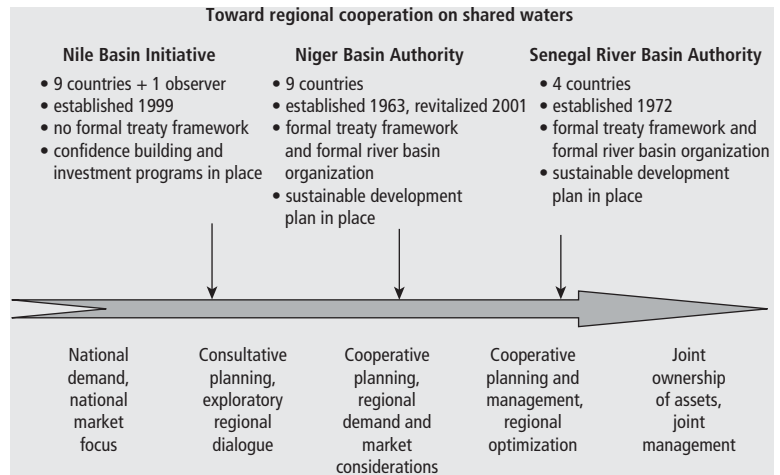 Toward regional cooperation on shared waters
Nile Basin Initiative
• 9 countries + 1 observer
• established 1999
• no formal treaty framework
• confidence building and
investment programs in place
Niger Basin Authority
• 9 countries
• established 1963, revitalized 2001
• formal treaty framework
and formal river basin
organization
• sustainable development
plan in place
Senegal River Basin Authority
• 4 countries
• established 1972
• formal treaty framework and
formal river basin organization
• sustainable development
plan in place
National
demand,
national
market
focus
Consultative
planning,
exploratory
regional
dialogue
Cooperative
planning,
regional
demand and
market
considerations
Cooperative
planning and
management,
regional
optimization
Joint
ownership
of assets,
joint
management